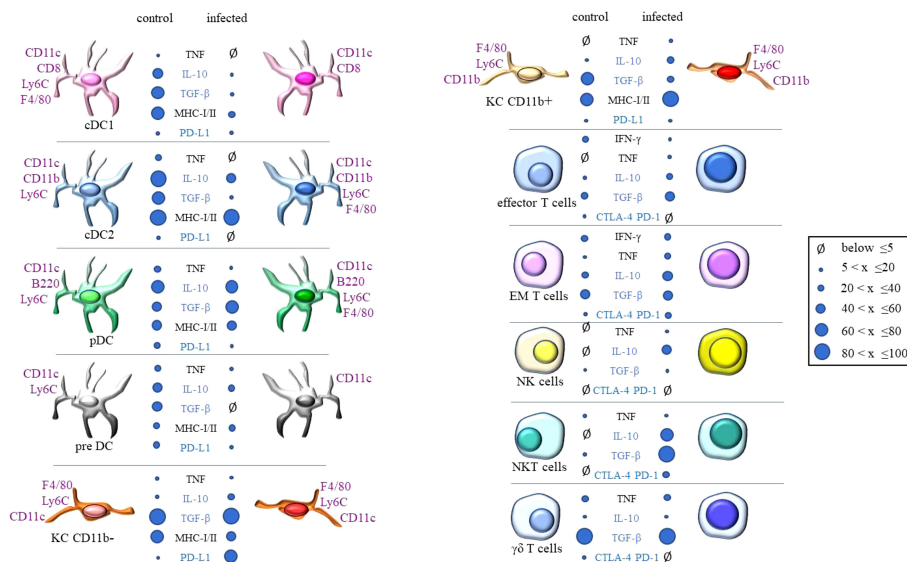 control infected
CD11c
CD8
Ly6C
F4/80
cDC1
TNF Ø
IL-10
TGF-β
MHC-I/II
PD-L1
CD11c
CD8
CD11c
CD11b
Ly6C
cDC2
TNF Ø
IL-10
TGF-β
MHC-I/II
PD-L1 Ø
CD11c
CD11b
Ly6C
F4/80
CD11c
B220
Ly6C
pDC
TNF
IL-10
TGF-β
MHC-I/II
PD-L1
CD11c
B220
Ly6C
F4/80
CD11c
Ly6C
pre DC
TNF
IL-10
TGF-β Ø
MHC-I/II
PD-L1
CD11c
F4/80
Ly6C
CD11c
KC CD11b-
TNF
IL-10
TGF-β
MHC-I/II
PD-L1
F4/80
Ly6C
CD11c
control infected
F4/80
Ly6C
CD11b
KC CD11b+
Ø TNF
IL-10
TGF-β
MHC-I/II
PD-L1
F4/80
Ly6C
CD11b
effector T cells
IFN-γ
Ø TNF
IL-10
TGF-β
CTLA-4 PD-1 Ø
EM T cells
IFN-γ
TNF
IL-10
TGF-β
CTLA-4 PD-1
NK cells
Ø TNF
Ø IL-10
TGF-β
Ø CTLA-4 PD-1 Ø
NKT cells
TNF
Ø IL-10
TGF-β
Ø CTLA-4 PD-1
γδ T cells
TNF
IL-10
TGF-β
CTLA-4 PD-1 Ø
Ø below ≤5
5 < x ≤20
20 < x ≤40
40 < x ≤60
60 < x ≤80
80 < x ≤100